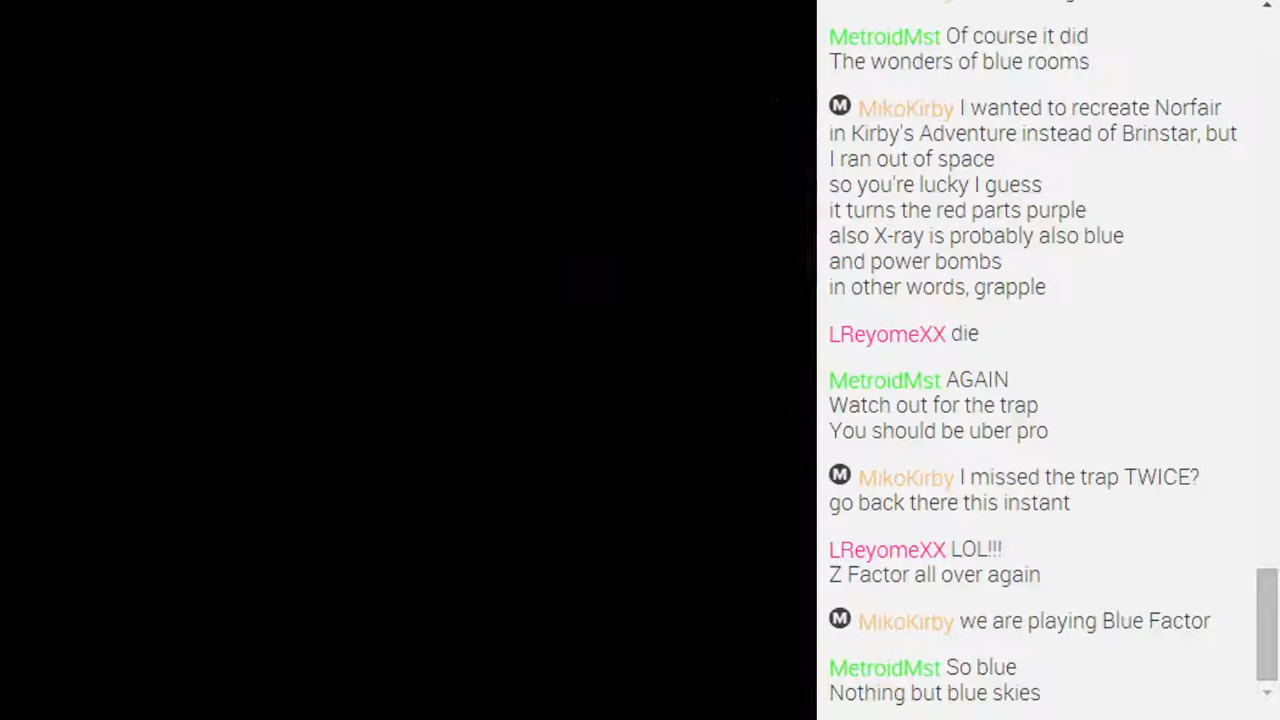 MetroidMst Of course it did
The wonders of blue rooms
M MikoKirby I wanted to recreate Norfair
in Kirby's Adventure instead of Brinstar, but
I ran out of space
so you're lucky I guess
it turns the red parts purple
also X-ray is probably also blue
and power bombs
in other words, grapple
LReyomeXX die
MetroidMst AGAIN
Watch out for the trap
You should be uber pro
M MikoKirby I missed the trap TWICE?
go back there this instant
LReyomeXX LOL!!!
Z Factor all over again
M MikoKirby we are playing Blue Factor
MetroidMst So blue
Nothing but blue skies